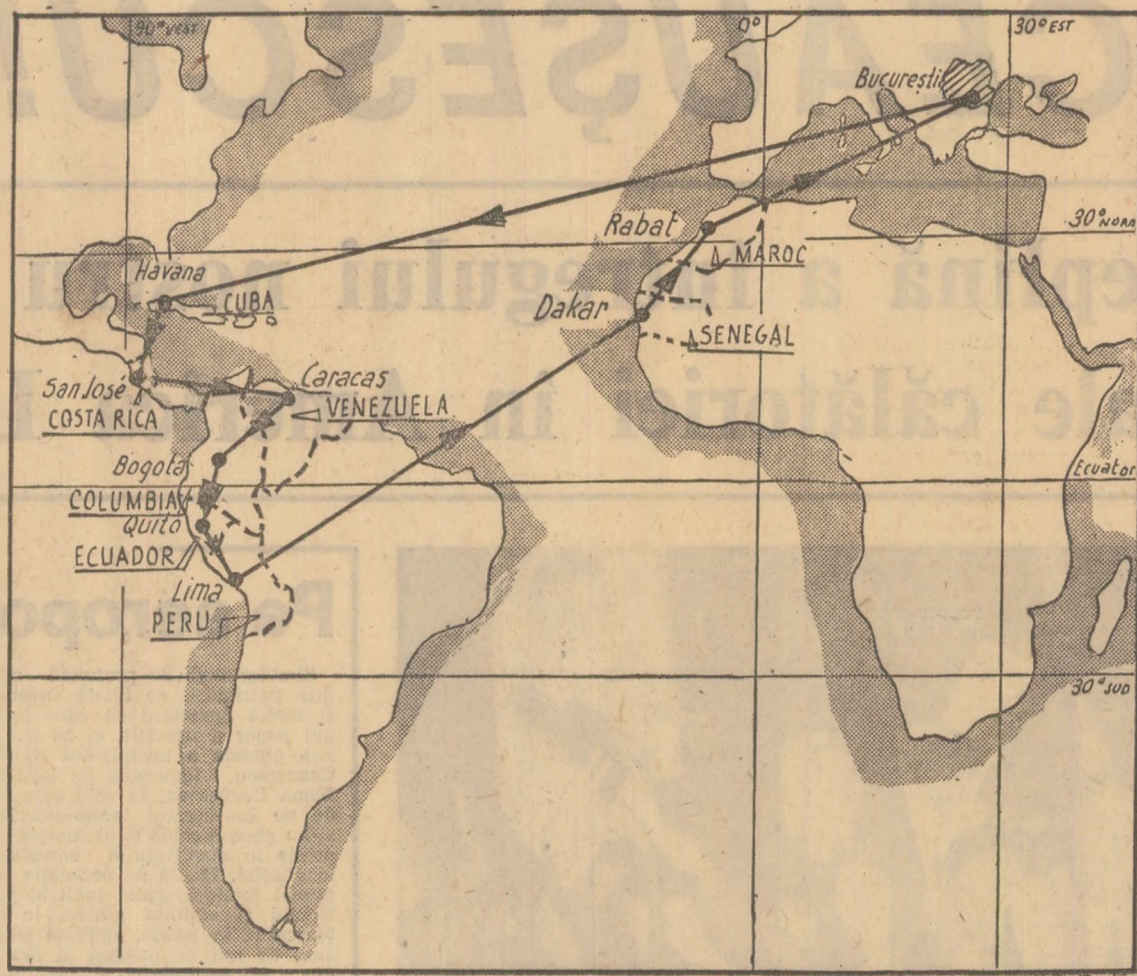 90° VEST
0°
30° EST
București
Rabat
30° NORD
MAROC
Havana
CUBA
Dakar
SENEGAL
San José
COSTA RICA
Caracas
VENEZUELA
Bogota
Ecuator
COLUMBIA
Quito
ECUADOR
Lima
PERU
30° SUD